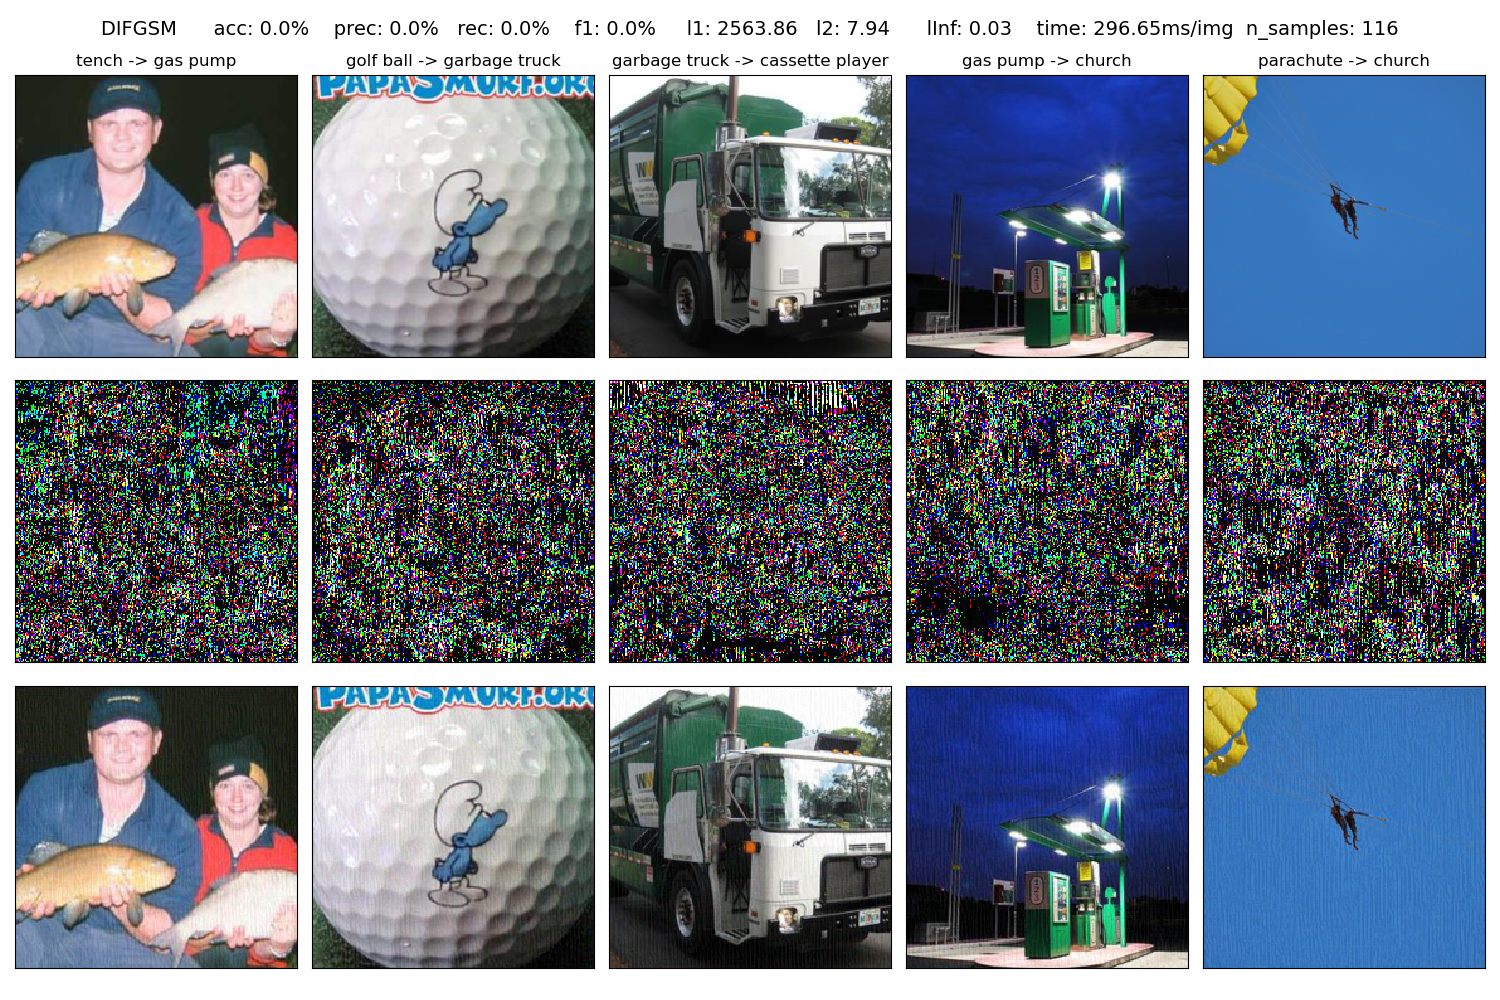 DIFGSM acc: 0.0% prec: 0.0% rec: 0.0% f1: 0.0% l1: 2563.86 l2: 7.94 lInf: 0.03 time: 296.65ms/img n_samples: 116
tench -> gas pump
golf ball -> garbage truck
garbage truck -> cassette player
gas pump -> church
parachute -> church
PAPASMURF.ORG
PAPASMURF.ORG